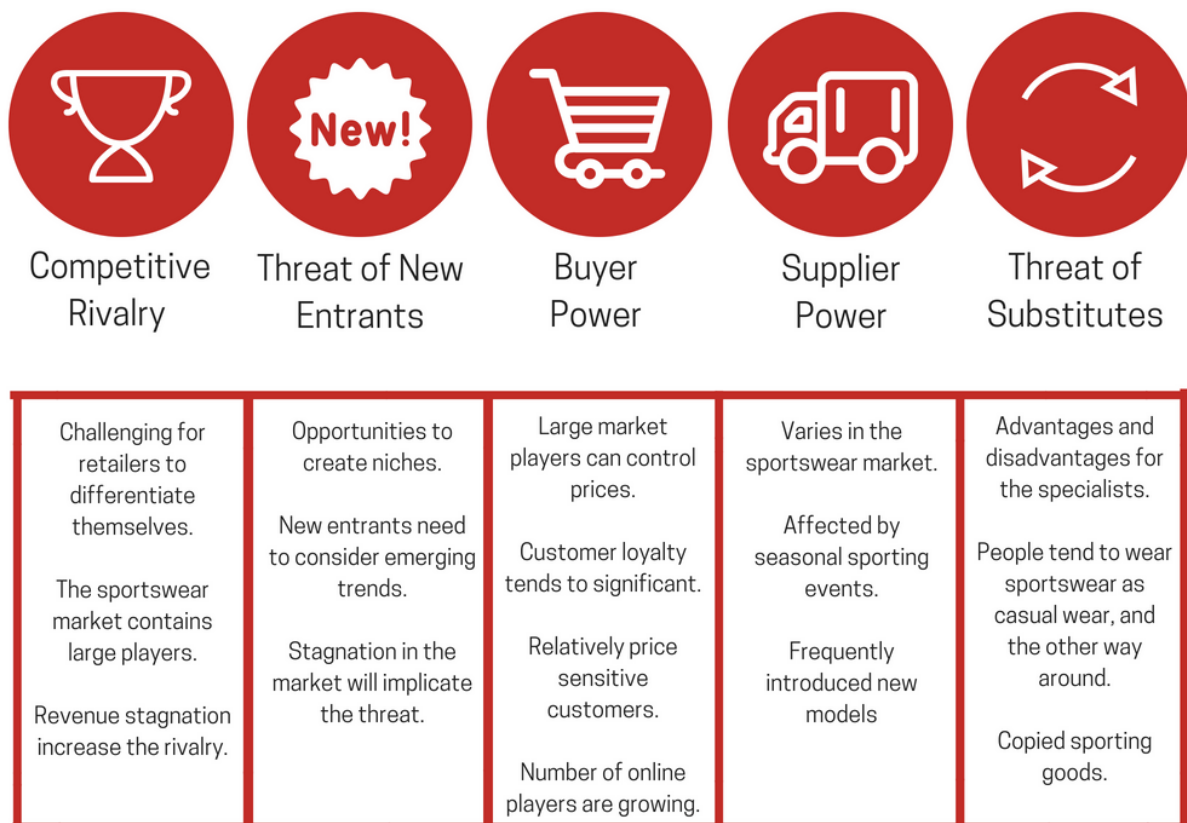 New!
Competitive
Rivalry
Threat of New
Entrants
Buyer
Power
Supplier
Power
Threat of
Substitutes
Challenging for
retailers to
differentiate
themselves.
The sportswear
market contains
large players.
Revenue stagnation
increase the rivalry.
Opportunities to
create niches.
New entrants need
to consider emerging
trends.
Stagnation in the
market will implicate
the threat.
Large market
players can control
prices.
Customer loyalty
tends to significant.
Relatively price
sensitive
customers.
Number of online
players are growing.
Varies in the
sportswear market.
Affected by
seasonal sporting
events.
Frequently
introduced new
models
Advantages and
disadvantages for
the specialists.
People tend to wear
sportswear as
casual wear, and
the other way
around.
Copied sporting
goods.